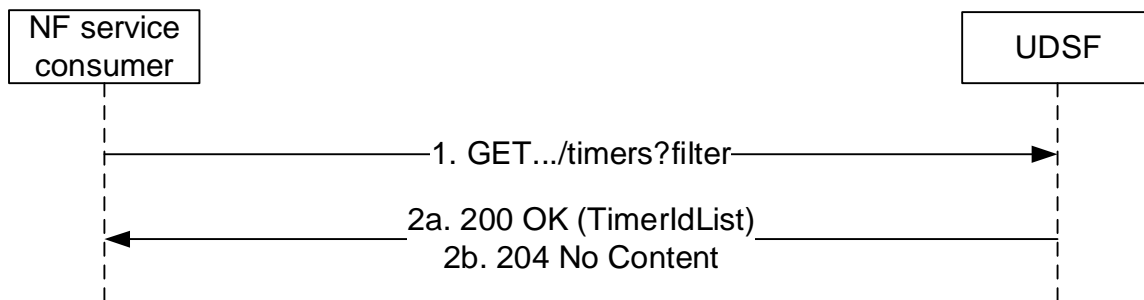 NF service
consumer
UDSF
1. GET.../timers?filter
2a. 200 OK (TimerIdList)
2b. 204 No Content